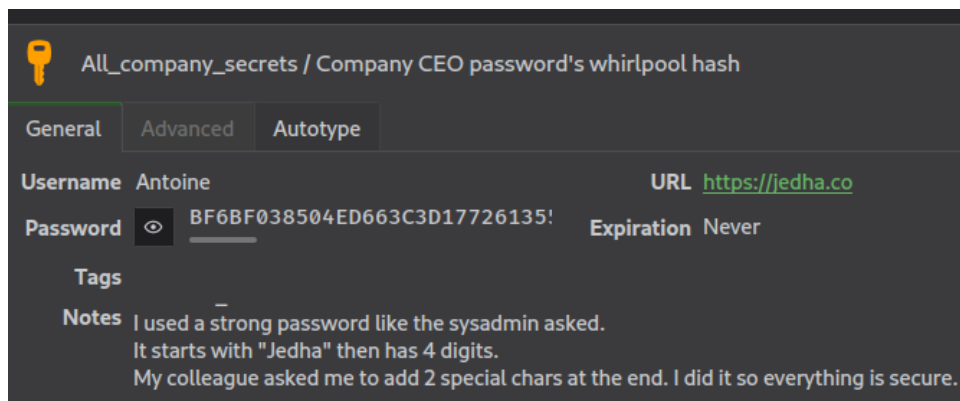 All_company_secrets / Company CEO password's whirlpool hash
General Advanced Autotype
Username Antoine URL https://jedha.co
Password BF6BF038504ED663C3D177261355 Expiration Never
Tags
Notes I used a strong password like the sysadmin asked.
It starts with "Jedha" then has 4 digits.
My colleague asked me to add 2 special chars at the end. I did it so everything is secure.